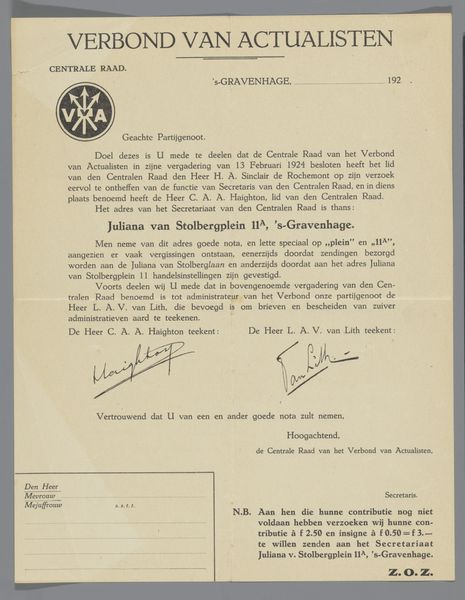 VERBOND VAN ACTUALISTEN
CENTRALE RAAD.
's-GRAVENHAGE, 192 .
VVA
Geachte Partijgenoot.
Doel dezes is U mede te deelen dat de Centrale Raad van het Verbond
van Actualisten in zijne vergadering van 13 Februari 1924 besloten heeft het lid
van den Centralen Raad den Heer H. A. Sinclair de Rochemont op zijn verzoek
eervol te ontheffen van de functie van Secretaris van den Centralen Raad, en in diens
plaats benoemd heeft de Heer C. A. A. Haighton, lid van den Centralen Raad.
Het adres van het Secretariaat van den Centralen Raad is thans:
Juliana van Stolbergplein 11A, 's-Gravenhage.
Men neme van dit adres goede nota, en lette speciaal op „plein" en „11A",
aangezien er vaak vergissingen ontstaan, eenerzijds doordat zendingen bezorgd
worden aan de Juliana van Stolberglaan en anderzijds doordat aan het adres Juliana
van Stolbergplein 11 handelsinstellingen zijn gevestigd.
Voorts deelen wij U mede dat in bovengenoemde vergadering van den Cen-
tralen Raad benoemd is tot administrateur van het Verbond onze partijgenoot de
Heer L. A. V. van Lith, die bevoegd is om brieven en bescheiden van zuiver
administratieven aard te teekenen.
De Heer C. A. A. Haighton teekent: De Heer L. A. V. van Lith teekent:
Haighton Van Lith.
Vertrouwend dat U van een en ander goede nota zult nemen,
Hoogachtend,
de Centrale Raad van het Verbond van Actualisten,
Secretaris.
Den Heer
Mevrouw
Mejaffrouw
N.B. Aan hen die hunne contributie nog niet
voldaan hebben verzoeken wij hunne con-
tributie à f 2.50 en insigne à f 0.50 = f 3.—
te willen zenden aan het Secretariaat
Juliana v. Stolbergplein 11A, 's-Gravenhage.
Z.O.Z.